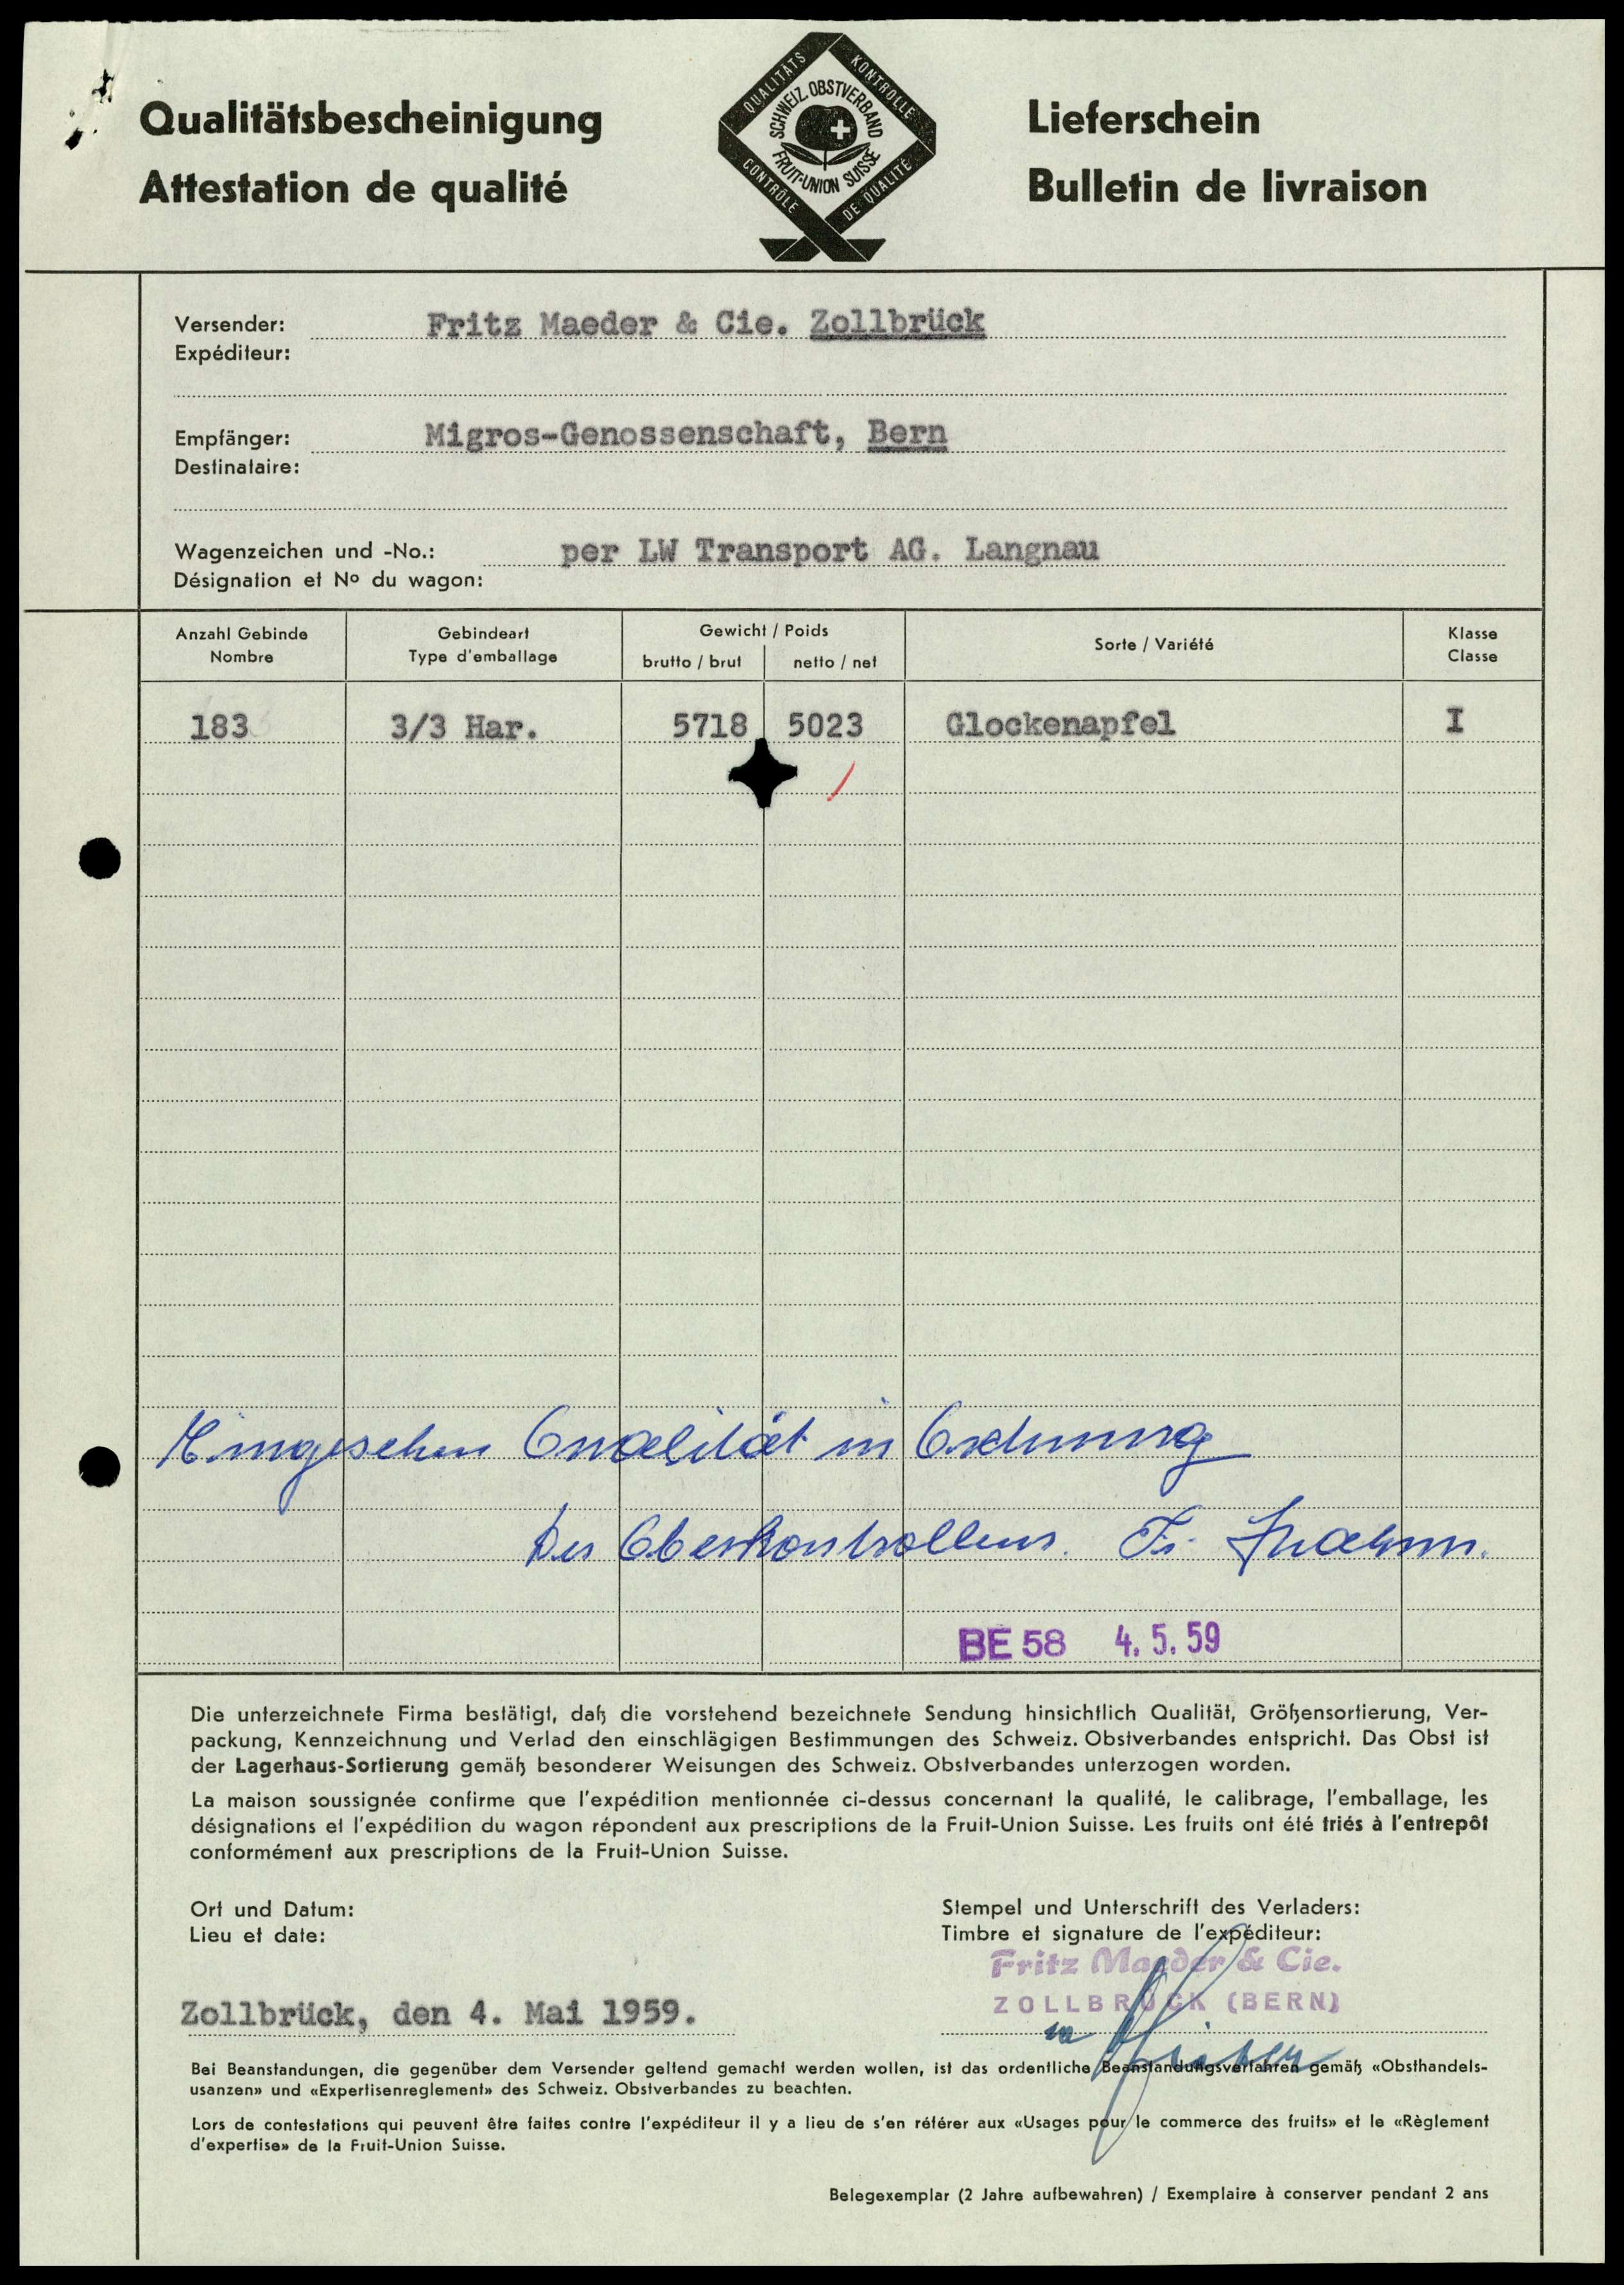 Qualitätsbescheinigung
Attestation de qualité
QUALITÄTS KONTROLLE
SCHWEIZ. OBSTVERBAND
FRUIT-UNION SUISSE
CONTRÔLE DE QUALITÉ
Lieferschein
Bulletin de livraison
Versender: Fritz Maeder & Cie. Zollbrück
Expéditeur:
Empfänger: Migros-Genossenschaft, Bern
Destinataire:
Wagenzeichen und -No.: per LW Transport AG. Langnau
Désignation et Nº du wagon:
Anzahl Gebinde
Nombre
Gebindeart
Type d'emballage
Gewicht / Poids
brutto / brut
netto / net
Sorte / Variété
Klasse
Classe
183 3/3 Har. 5718 5023 Glockenapfel I
Eingesehen Qualität in Ordnung
Der Oberkontrolleur. Fr.
BE 58 4. 5. 59
Die unterzeichnete Firma bestätigt, daß die vorstehend bezeichnete Sendung hinsichtlich Qualität, Größensortierung, Ver-
packung, Kennzeichnung und Verlad den einschlägigen Bestimmungen des Schweiz. Obstverbandes entspricht. Das Obst ist
der Lagerhaus-Sortierung gemäß besonderer Weisungen des Schweiz. Obstverbandes unterzogen worden.
La maison soussignée confirme que l'expédition mentionnée ci-dessus concernant la qualité, le calibrage, l'emballage, les
désignations et l'expédition du wagon répondent aux prescriptions de la Fruit-Union Suisse. Les fruits ont été triés à l'entrepôt
conformément aux prescriptions de la Fruit-Union Suisse.
Ort und Datum:
Lieu et date:
Zollbrück, den 4. Mai 1959.
Stempel und Unterschrift des Verladers:
Timbre et signature de l'expéditeur:
Fritz Maeder & Cie.
ZOLLBRÜCK (BERN)
Bei Beanstandungen, die gegenüber dem Versender geltend gemacht werden wollen, ist das ordentliche Beanstandungsverfahren gemäß «Obsthandels-
usanzen» und «Expertisenreglement» des Schweiz. Obstverbandes zu beachten.
Lors de contestations qui peuvent être faites contre l'expéditeur il y a lieu de s'en référer aux «Usages pour le commerce des fruits» et le «Règlement
d'expertise» de la Fruit-Union Suisse.
Belegexemplar (2 Jahre aufbewahren) / Exemplaire à conserver pendant 2 ans